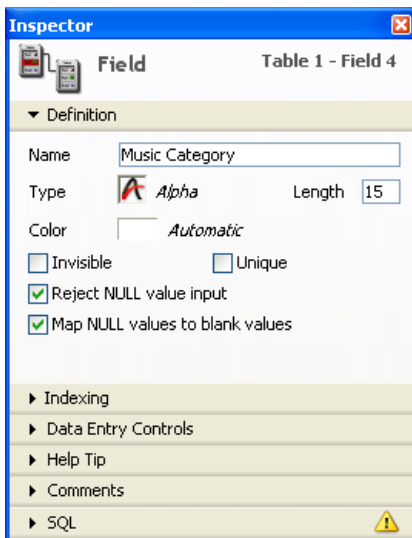 Inspector
Field Table 1 - Field 4
Definition
Name Music Category
Type Alpha Length 15
Color Automatic
Invisible Unique
Reject NULL value input
Map NULL values to blank values
Indexing
Data Entry Controls
Help Tip
Comments
SQL